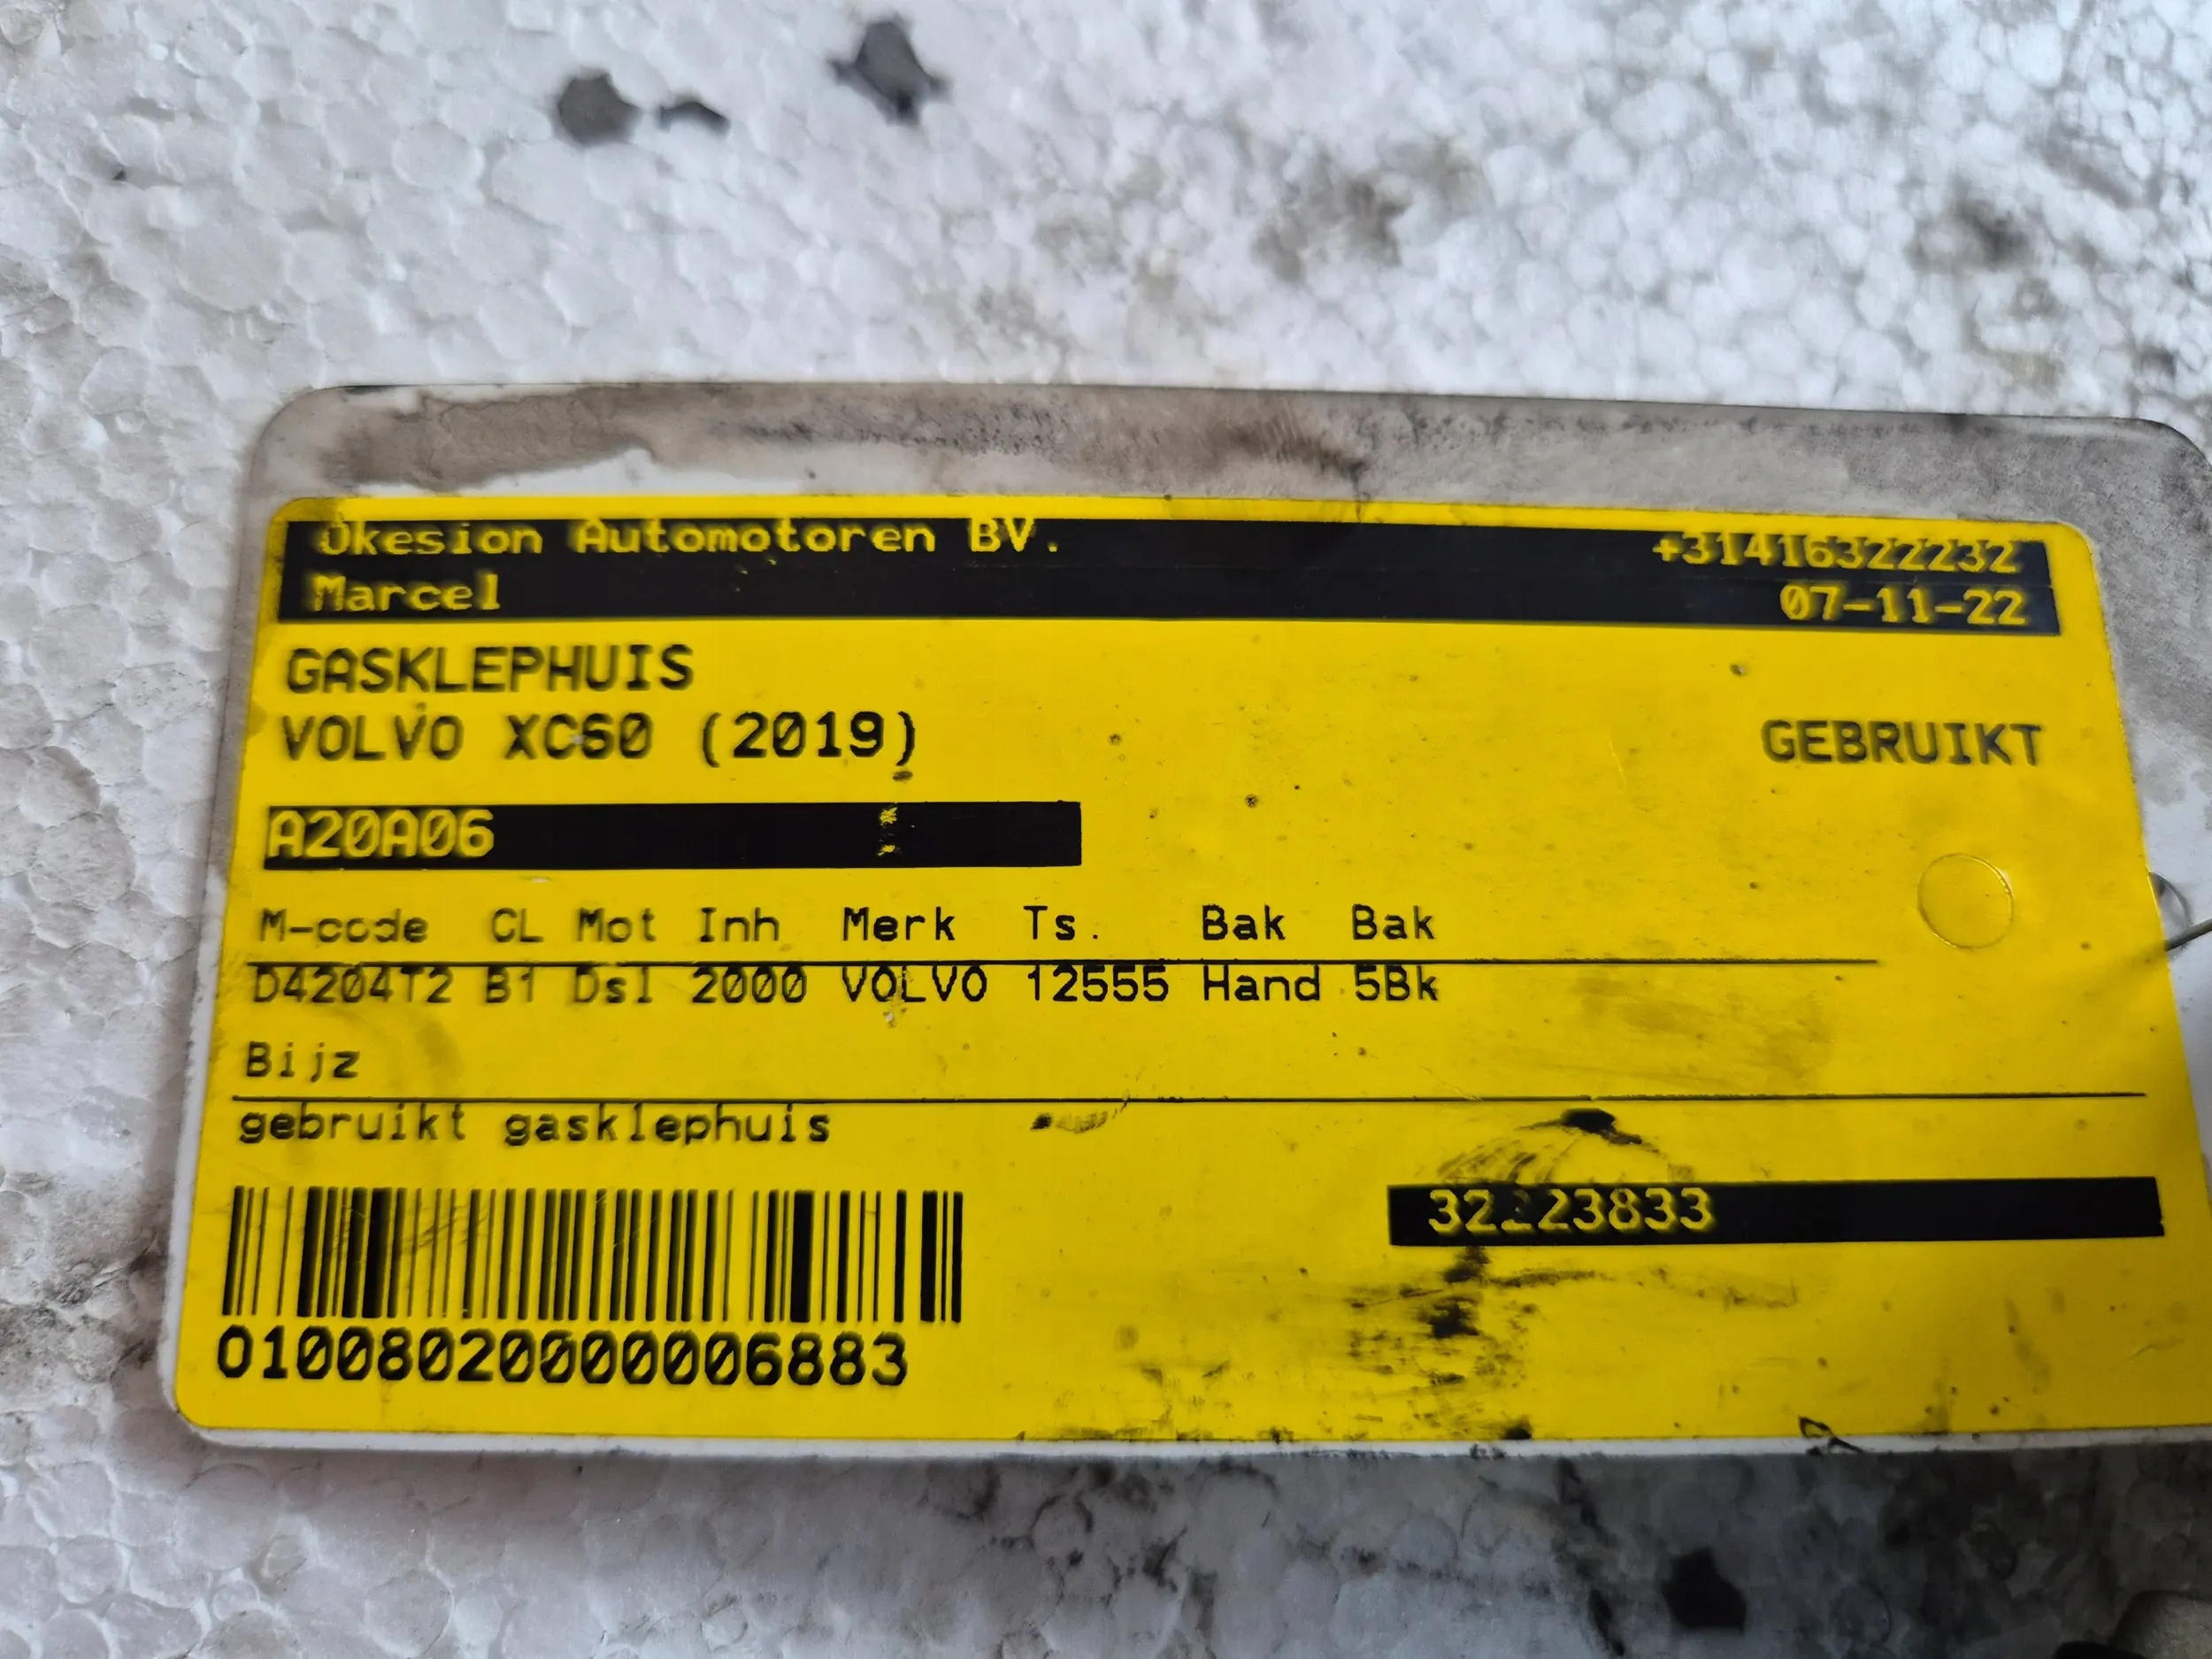 Okesion Automotoren BV. +31416322232
Marcel 07-11-22
GASKLEPHUIS
VOLVO XC60 (2019) GEBRUIKT
A20A06 :
M-code CL Mot Inh Merk Ts. Bak Bak
D4204T2 B1 Dsl 2000 VOLVO 12555 Hand 5Bk
Bijz
gebruikt gasklephuis
01008020000006883